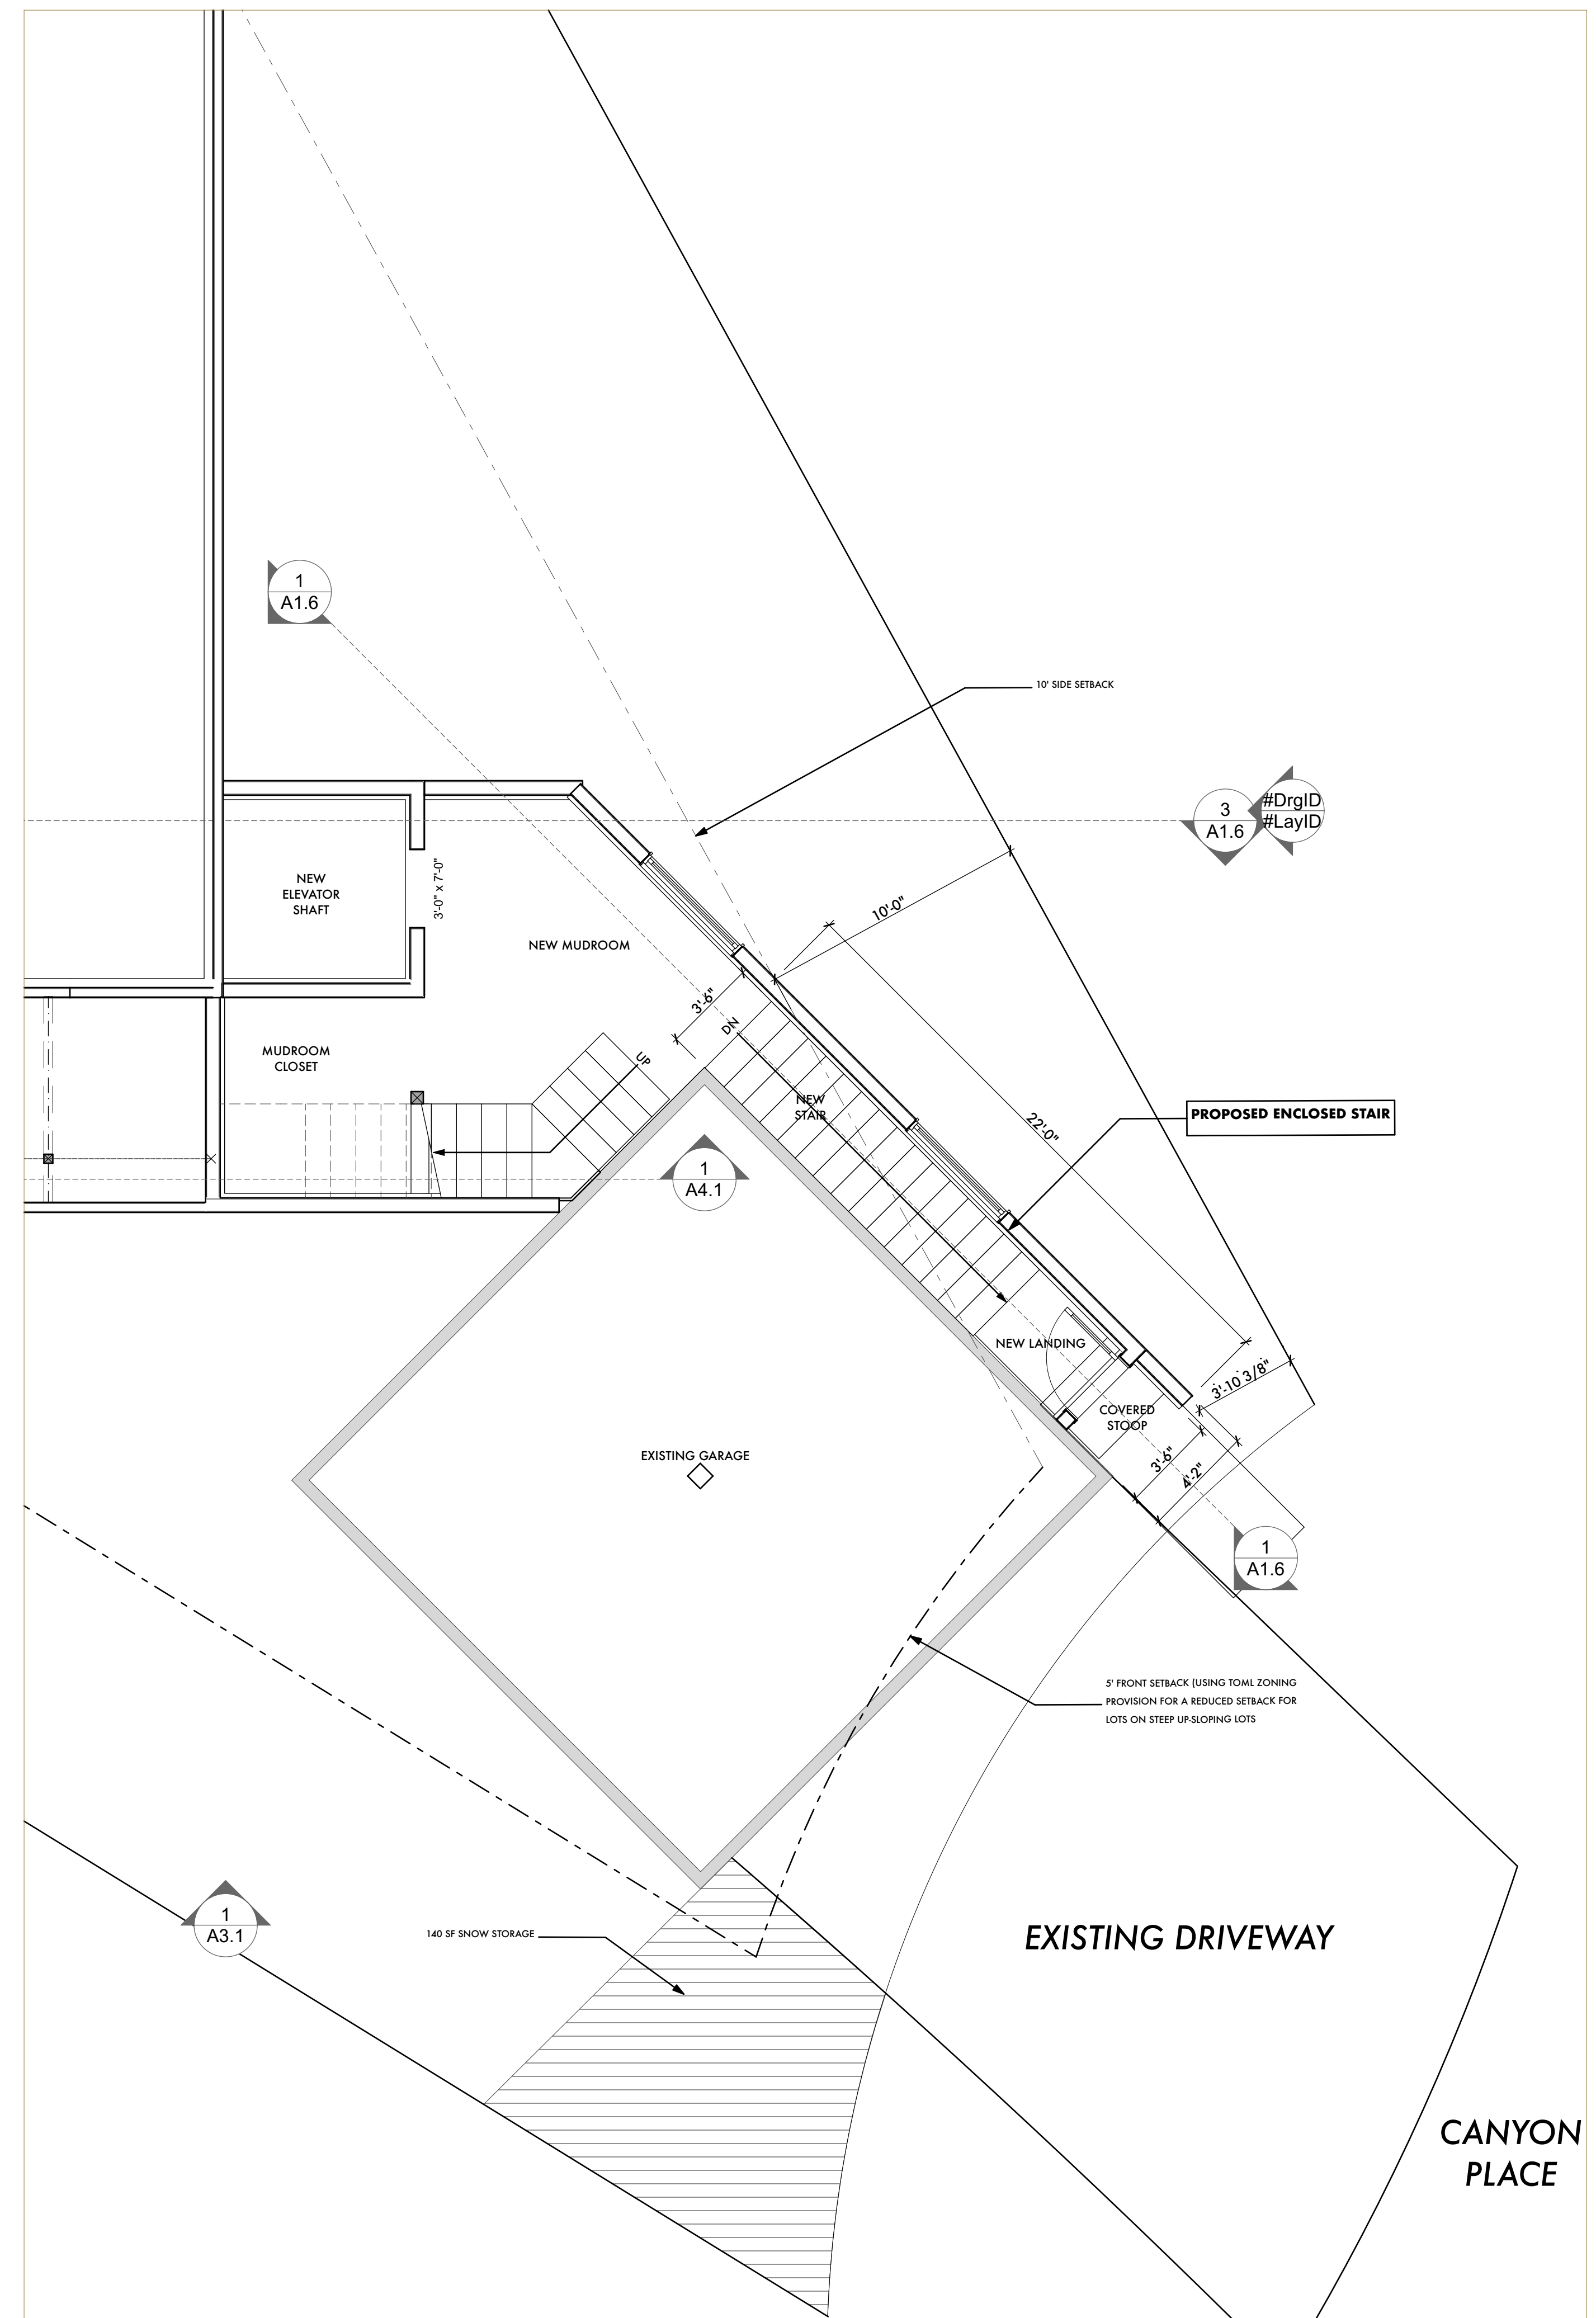 1
A1.6
10' SIDE SETBACK
#DrgID
#LayID
3
A1.6
NEW
ELEVATOR
SHAFT
3'-0" x 7'-0"
10'-0"
NEW MUDROOM
3'-6"
DN
MUDROOM
CLOSET
UP
NEW
STAIR
22'-0"
PROPOSED ENCLOSED STAIR
1
A4.1
NEW LANDING
3'-10 3/8"
COVERED
STOOP
3'-6"
4'-2"
EXISTING GARAGE
1
A1.6
5' FRONT SETBACK (USING TOML ZONING
PROVISION FOR A REDUCED SETBACK FOR
LOTS ON STEEP UP-SLOPING LOTS
1
A3.1
140 SF SNOW STORAGE
EXISTING DRIVEWAY
CANYON
PLACE